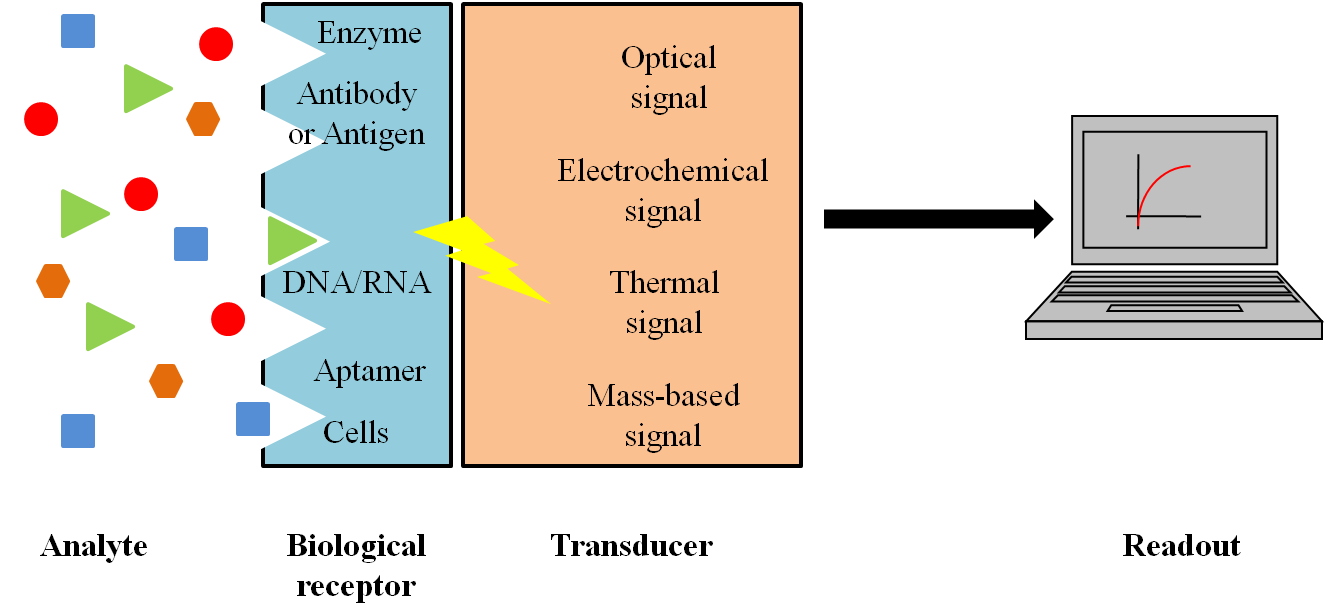 Enzyme
Antibody
or Antigen
DNA/RNA
Aptamer
Cells
Optical
signal
Electrochemical
signal
Thermal
signal
Mass-based
signal
Analyte
Biological
receptor
Transducer
Readout